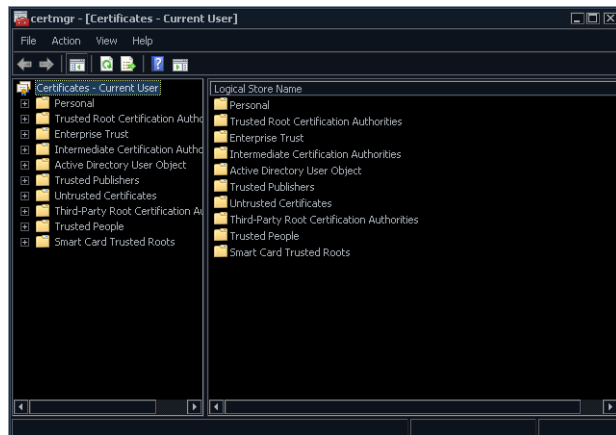 certmgr - [Certificates - Current User]
File Action View Help
Certificates - Current User
Personal
Trusted Root Certification Autho
Enterprise Trust
Intermediate Certification Autho
Active Directory User Object
Trusted Publishers
Untrusted Certificates
Third-Party Root Certification Au
Trusted People
Smart Card Trusted Roots
Logical Store Name
Personal
Trusted Root Certification Authorities
Enterprise Trust
Intermediate Certification Authorities
Active Directory User Object
Trusted Publishers
Untrusted Certificates
Third-Party Root Certification Authorities
Trusted People
Smart Card Trusted Roots